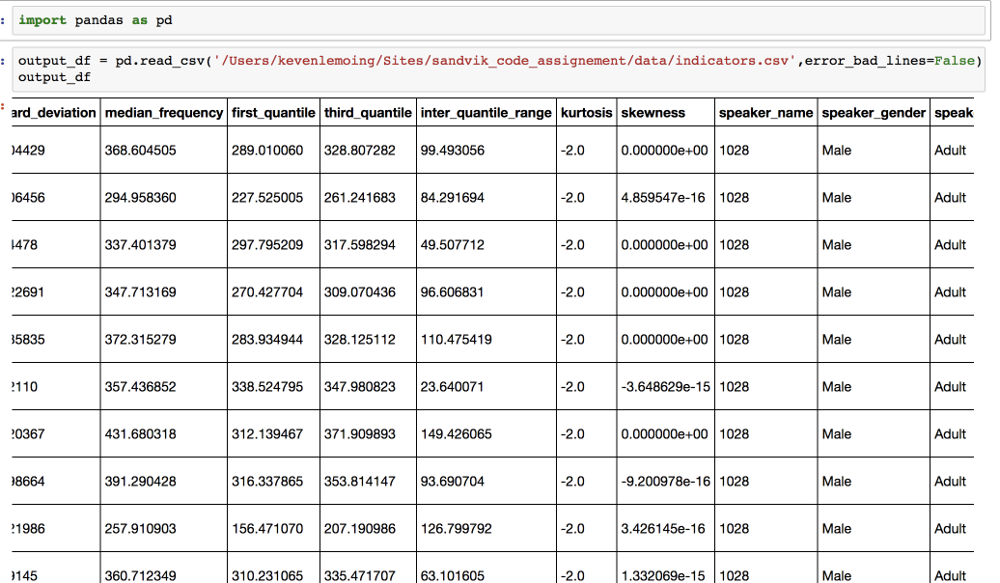 import pandas as pd
output_df = pd.read_csv('/Users/kevenlemoing/Sites/sandvik_code_assignement/data/indicators.csv',error_bad_lines=False)
output_df
ard_deviation median_frequency first_quantile third_quantile inter_quantile_range kurtosis skewness speaker_name speaker_gender speak
04429 368.604505 289.010060 328.807282 99.493056 -2.0 0.000000e+00 1028 Male Adult
06456 294.958360 227.525005 261.241683 84.291694 -2.0 4.859547e-16 1028 Male Adult
4478 337.401379 297.795209 317.598294 49.507712 -2.0 0.000000e+00 1028 Male Adult
22691 347.713169 270.427704 309.070436 96.606831 -2.0 0.000000e+00 1028 Male Adult
35835 372.315279 283.934944 328.125112 110.475419 -2.0 0.000000e+00 1028 Male Adult
2110 357.436852 338.524795 347.980823 23.640071 -2.0 -3.648629e-15 1028 Male Adult
20367 431.680318 312.139467 371.909893 149.426065 -2.0 0.000000e+00 1028 Male Adult
98664 391.290428 316.337865 353.814147 93.690704 -2.0 -9.200978e-16 1028 Male Adult
21986 257.910903 156.471070 207.190986 126.799792 -2.0 3.426145e-16 1028 Male Adult
9145 360.712349 310.231065 335.471707 63.101605 -2.0 1.332069e-15 1028 Male Adult